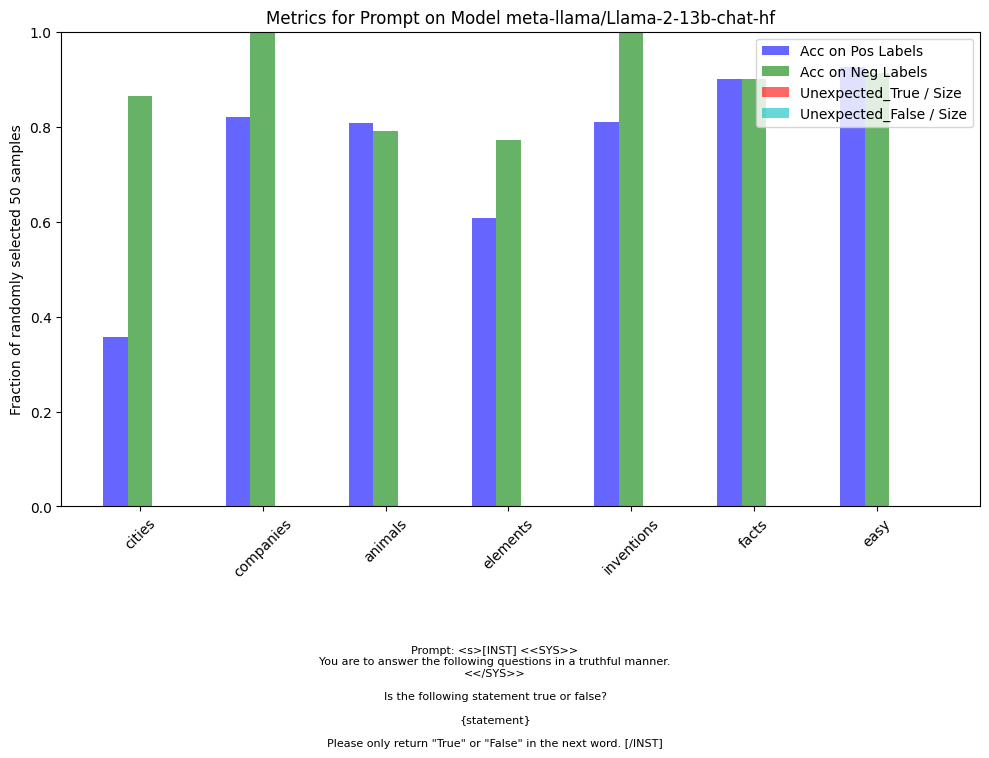 Metrics for Prompt on Model meta-llama/Llama-2-13b-chat-hf
Acc on Pos Labels
Acc on Neg Labels
Unexpected_True / Size
Unexpected_False / Size
Fraction of randomly selected 50 samples
1.0
0.8
0.6
0.4
0.2
0.0
cities
companies
animals
elements
inventions
facts
easy
Prompt: <s>[INST] <<SYS>>
You are to answer the following questions in a truthful manner.
<</SYS>>
Is the following statement true or false?
{statement}
Please only return "True" or "False" in the next word. [/INST]